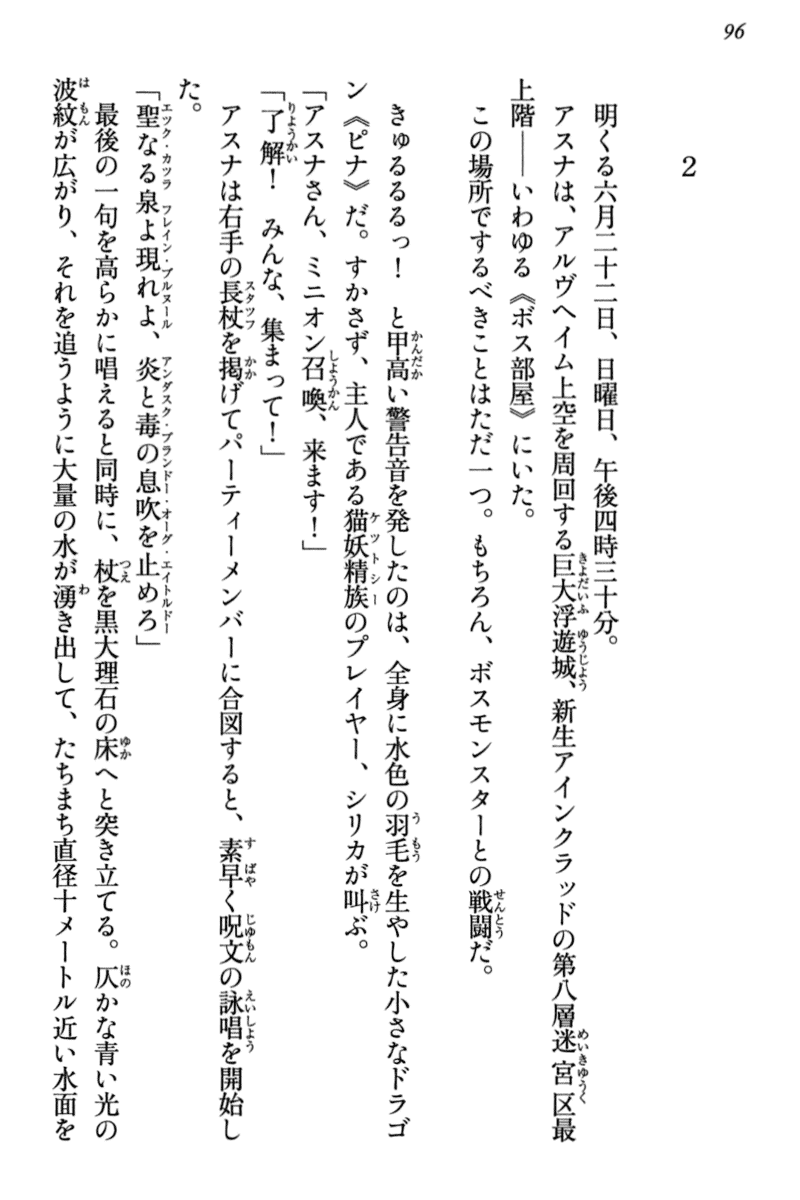 96
2
明くる六月二十二日、日曜日、午後四時三十分。
アスナは、アルヴヘイム上空を周回する巨大浮遊城、新生アインクラッドの第八層迷宮区最
上階――いわゆる《ボス部屋》にいた。
この場所でするべきことはただ一つ。もちろん、ボスモンスターとの戦闘だ。
きゅるるるっ！　と甲高い警告音を発したのは、全身に水色の羽毛を生やした小さなドラゴ
ン《ピナ》だ。すかさず、主人である猫妖精族のプレイヤー、シリカが叫ぶ。
「アスナさん、ミニオン召喚、来ます！」
「了解！　みんな、集まって！」
アスナは右手の長杖を掲げてパーティーメンバーに合図すると、素早く呪文の詠唱を開始し
た。
「聖なる泉よ現れよ、炎と毒の息吹を止めろ」
最後の一句を高らかに唱えると同時に、杖を黒大理石の床へと突き立てる。仄かな青い光の
波紋が広がり、それを追うように大量の水が湧き出して、たちまち直径十メートル近い水面を